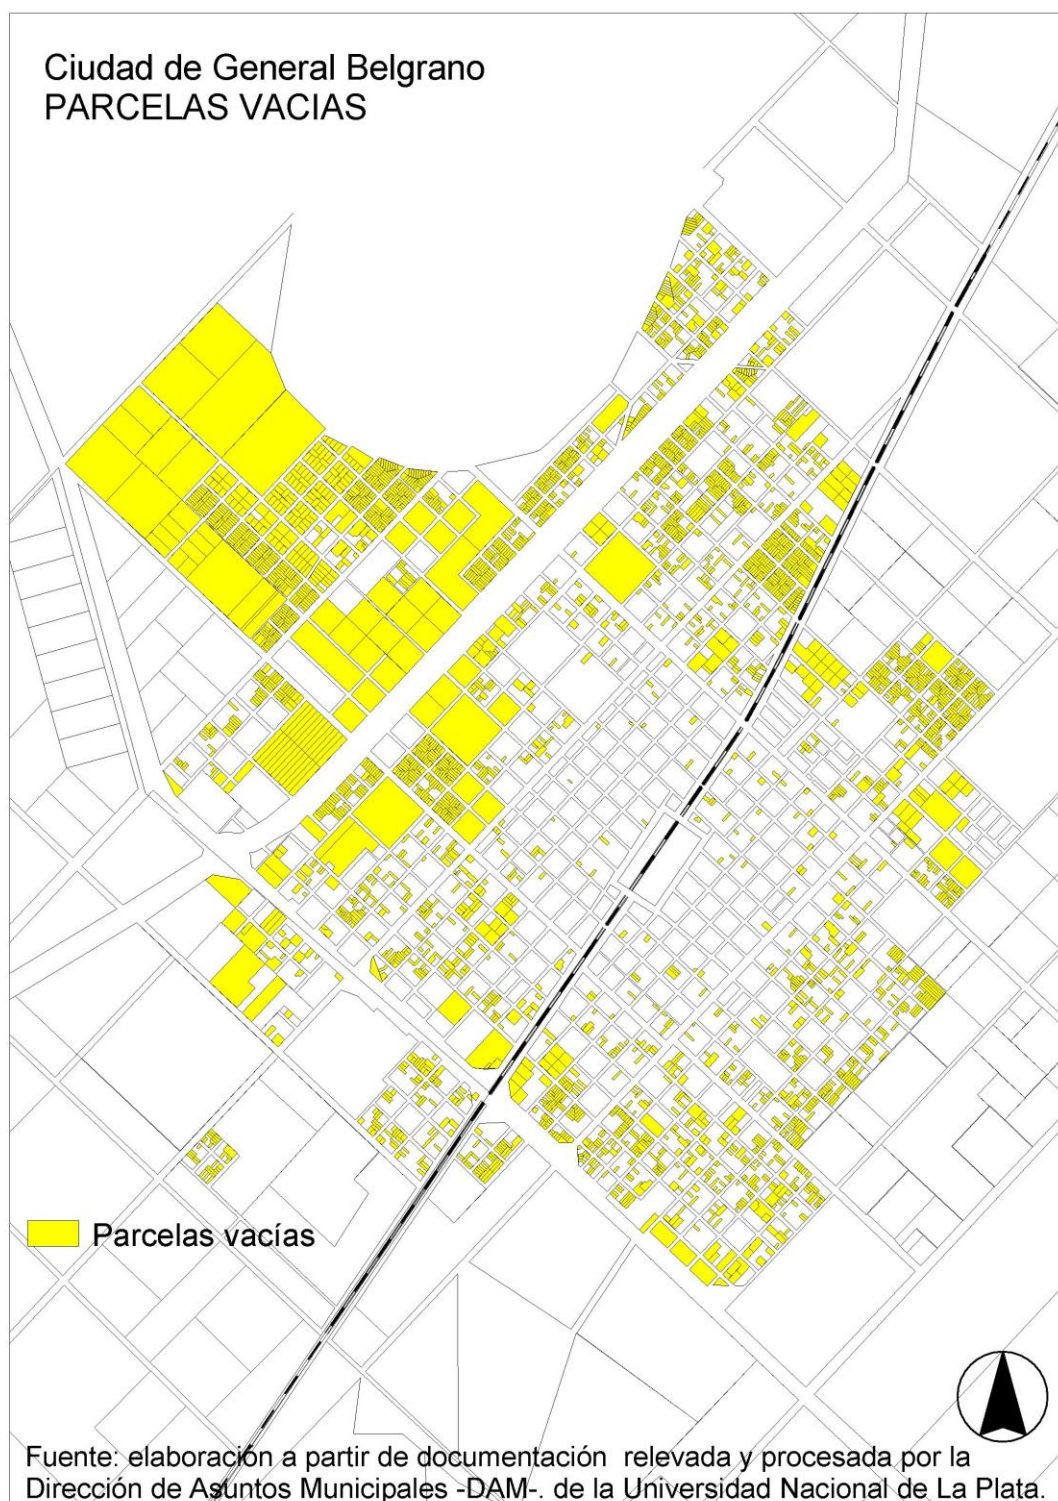 Ciudad de General Belgrano
PARCELAS VACIAS
Parcelas vacías
Fuente: elaboración a partir de documentación relevada y procesada por la
Dirección de Asuntos Municipales -DAM-. de la Universidad Nacional de La Plata.